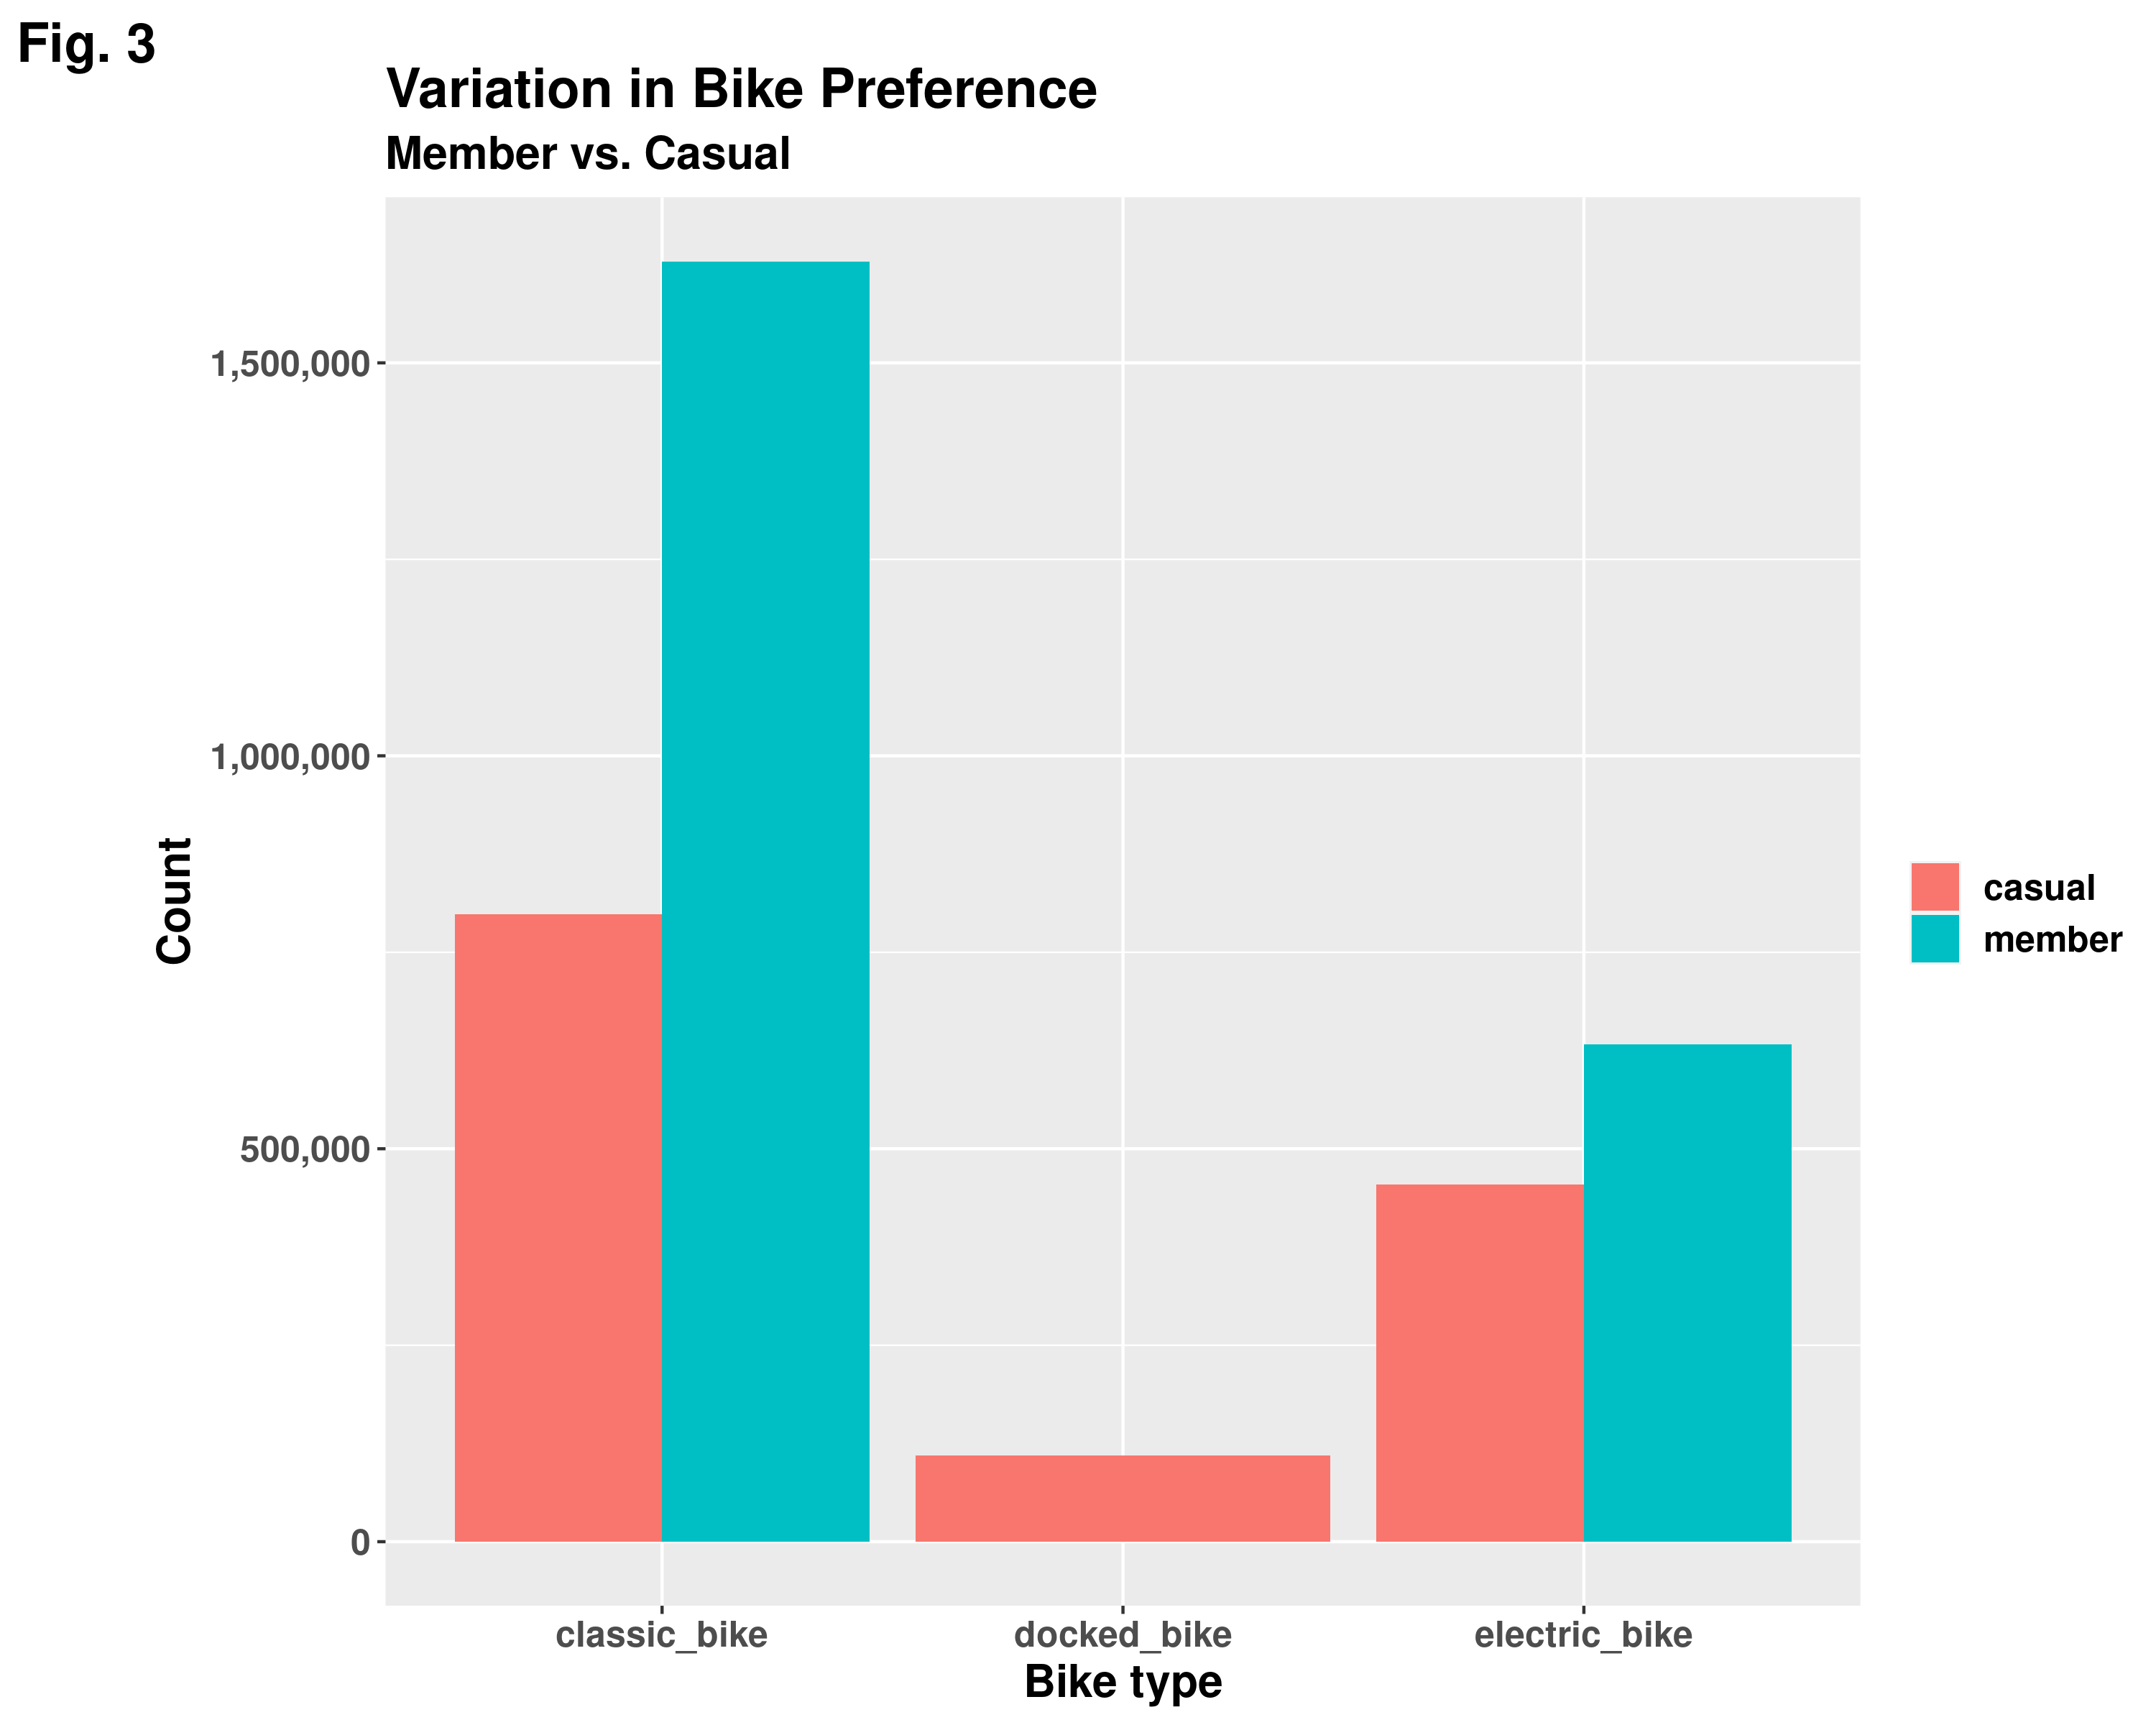 Fig. 3
Variation in Bike Preference
Member vs. Casual
1,500,000
1,000,000
500,000
0
Count
classic_bike
docked_bike
electric_bike
Bike type
casual
member